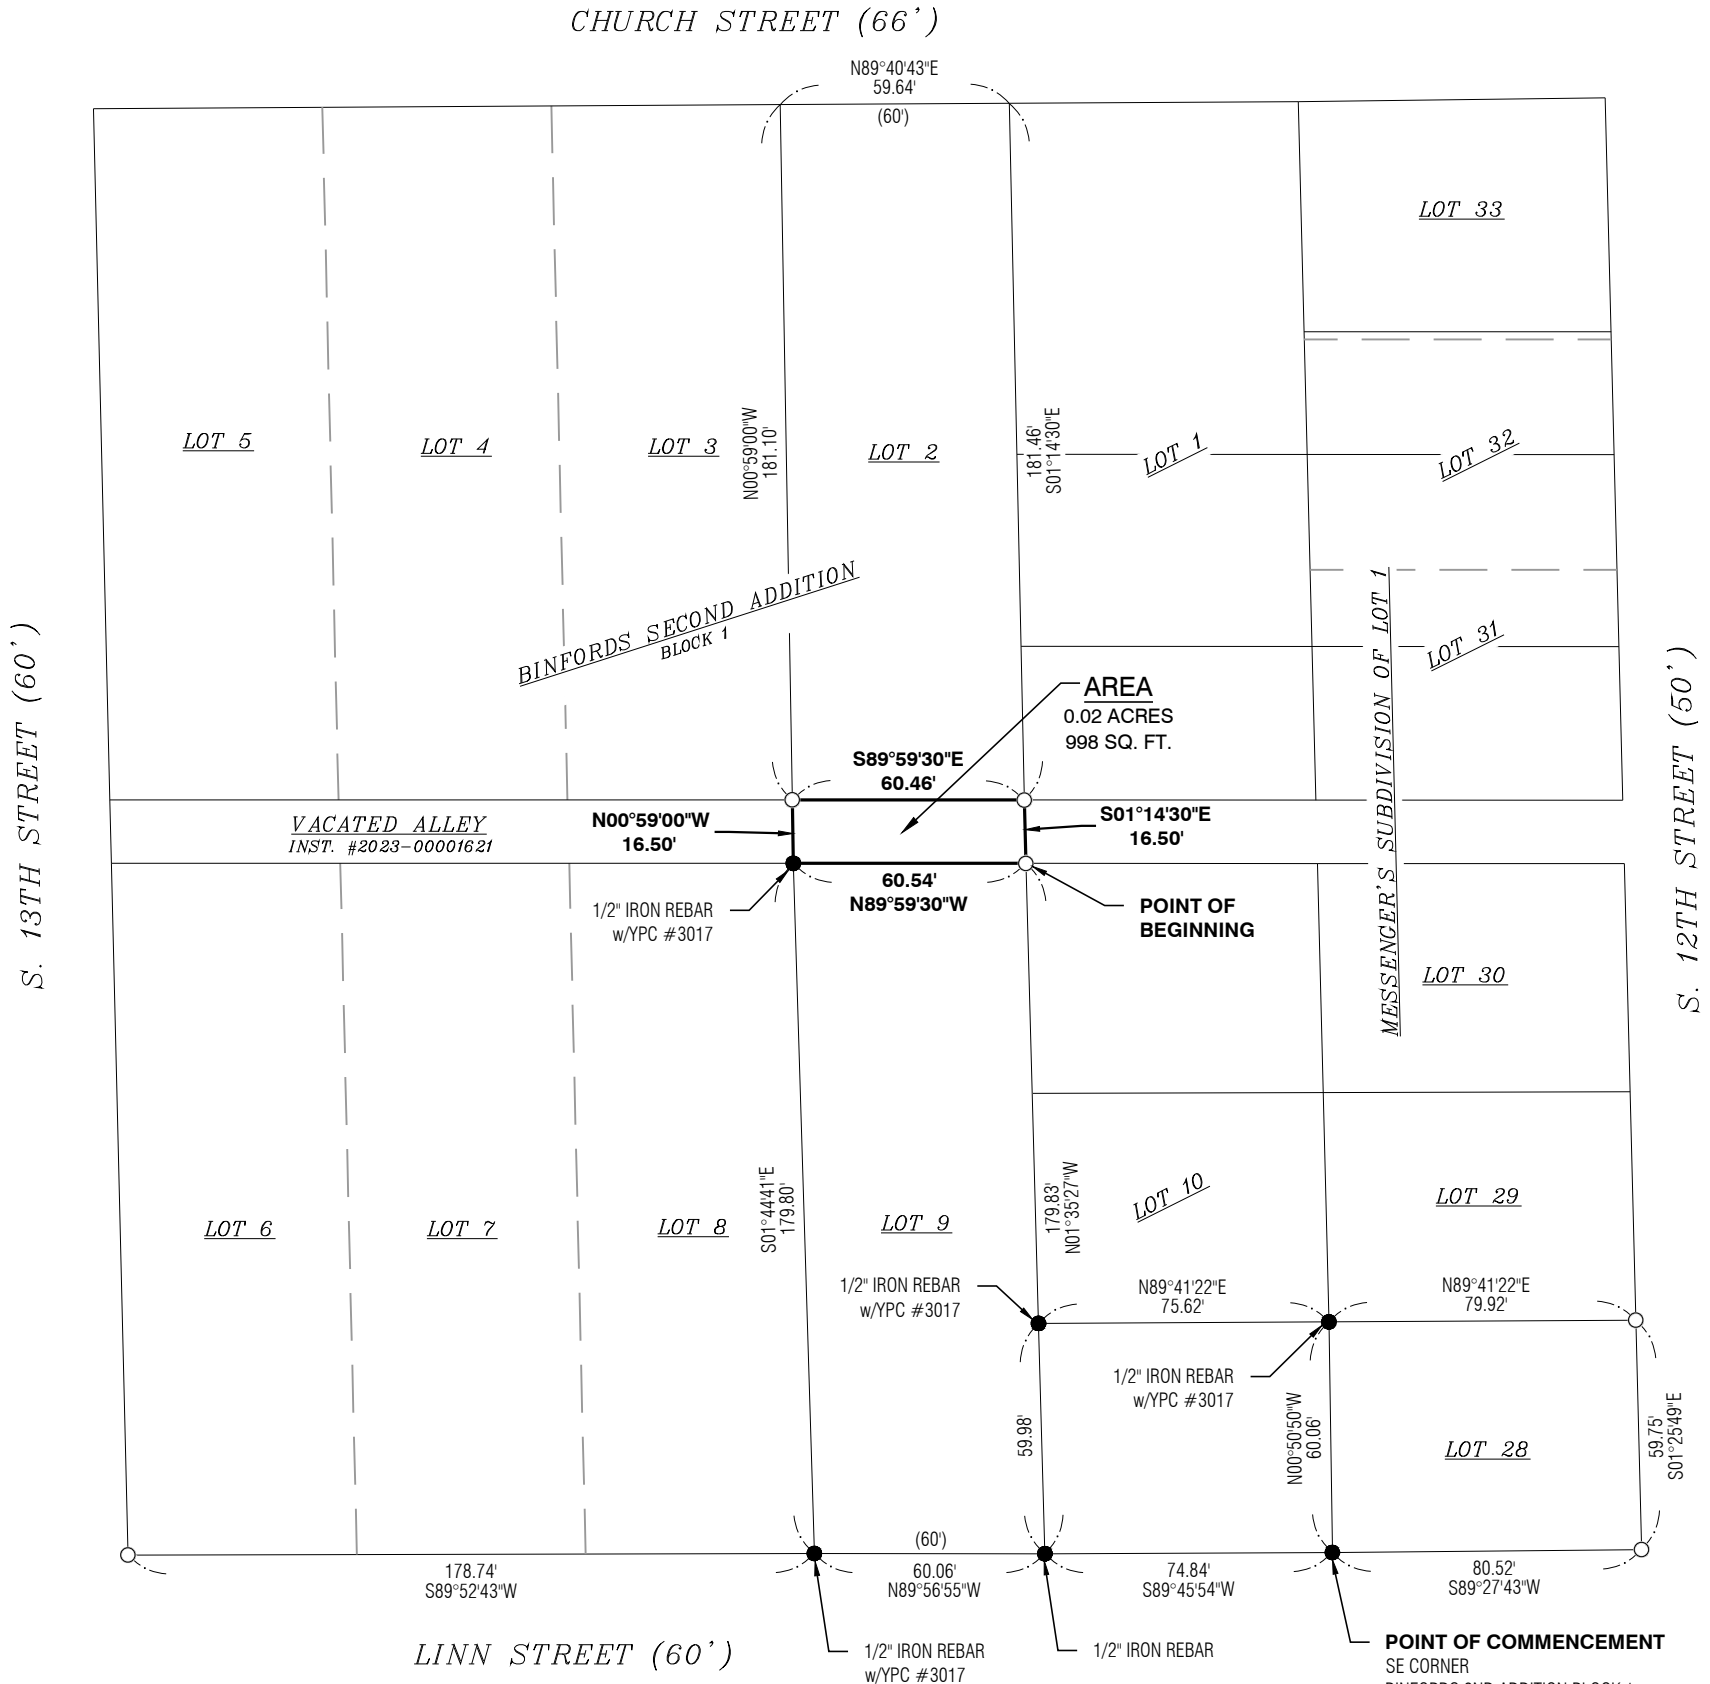 CHURCH STREET (66')
N89°40'43"E
59.64'
(60')
LOT 33
LOT 5
LOT 4
LOT 3
N00°59'00"W
181.10'
LOT 2
181.46'
S01°14'30"E
LOT 1
LOT 32
BINFORDS SECOND ADDITION
BLOCK 1
MESSENGER'S SUBDIVISION OF LOT 1
LOT 31
S. 13TH STREET (60')
S. 12TH STREET (50')
AREA
0.02 ACRES
998 SQ. FT.
S89°59'30"E
60.46'
VACATED ALLEY
INST. #2023-00001621
N00°59'00"W
16.50'
S01°14'30"E
16.50'
60.54'
N89°59'30"W
1/2" IRON REBAR
w/YPC #3017
POINT OF
BEGINNING
LOT 30
LOT 6
LOT 7
LOT 8
S01°44'41"E
179.80'
LOT 9
179.83'
N01°35'27"W
LOT 10
LOT 29
1/2" IRON REBAR
w/YPC #3017
N89°41'22"E
75.62'
N89°41'22"E
79.92'
1/2" IRON REBAR
w/YPC #3017
59.98'
N00°50'50"W
60.06'
LOT 28
59.75'
S01°25'49"E
178.74'
S89°52'43"W
(60')
60.06'
N89°56'55"W
74.84'
S89°45'54"W
80.52'
S89°27'43"W
LINN STREET (60')
1/2" IRON REBAR
w/YPC #3017
1/2" IRON REBAR
POINT OF COMMENCEMENT
SE CORNER